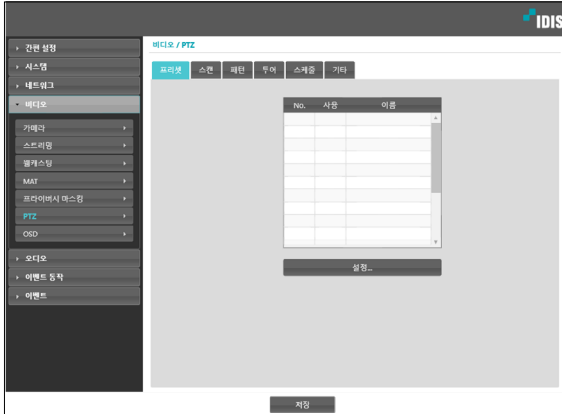 IDIS
간편 설정
시스템
네트워크
비디오
카메라
스트리밍
웹캐스팅
MAT
프라이버시 마스킹
PTZ
OSD
오디오
이벤트 동작
이벤트
비디오 / PTZ
프리셋 스캔 패턴 투어 스케줄 기타
No. 사용 이름
설정...
저장